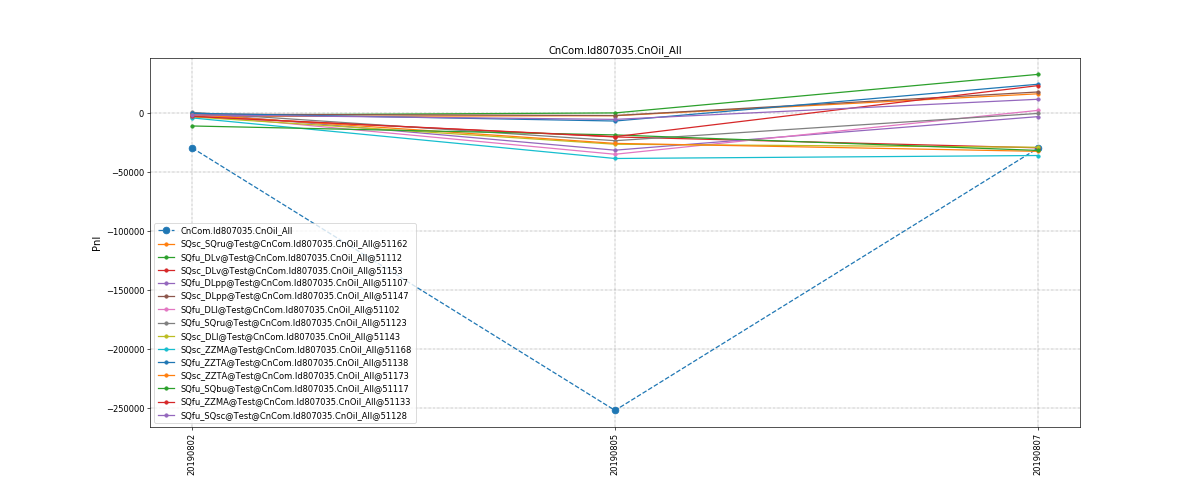 CnCom.Id807035.CnOil_All
0
−50000
−100000
−150000
−200000
−250000
Pnl
CnCom.Id807035.CnOil_All
SQsc_SQru@Test@CnCom.Id807035.CnOil_All@51162
SQfu_DLv@Test@CnCom.Id807035.CnOil_All@51112
SQsc_DLv@Test@CnCom.Id807035.CnOil_All@51153
SQfu_DLpp@Test@CnCom.Id807035.CnOil_All@51107
SQsc_DLpp@Test@CnCom.Id807035.CnOil_All@51147
SQfu_DLl@Test@CnCom.Id807035.CnOil_All@51102
SQfu_SQru@Test@CnCom.Id807035.CnOil_All@51123
SQsc_DLl@Test@CnCom.Id807035.CnOil_All@51143
SQsc_ZZMA@Test@CnCom.Id807035.CnOil_All@51168
SQfu_ZZTA@Test@CnCom.Id807035.CnOil_All@51138
SQsc_ZZTA@Test@CnCom.Id807035.CnOil_All@51173
SQfu_SQbu@Test@CnCom.Id807035.CnOil_All@51117
SQfu_ZZMA@Test@CnCom.Id807035.CnOil_All@51133
SQfu_SQsc@Test@CnCom.Id807035.CnOil_All@51128
20190802
20190805
20190807